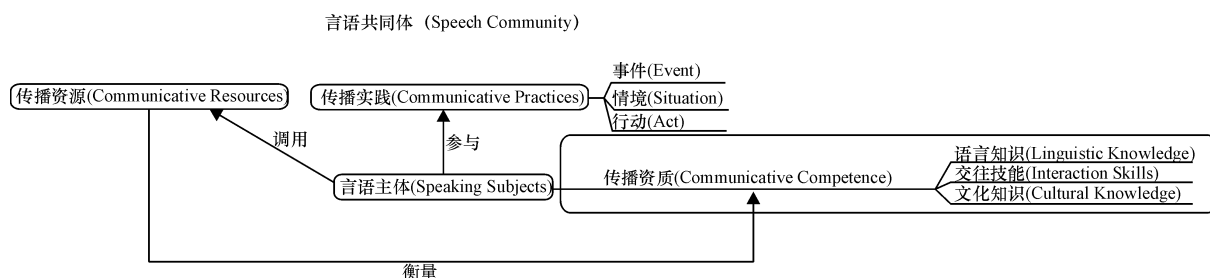 言语共同体（Speech Community）
事件(Event)
传播资源(Communicative Resources)
传播实践(Communicative Practices)
情境(Situation)
行动(Act)
调用
参与
语言知识(Linguistic Knowledge)
言语主体(Speaking Subjects)
传播资质(Communicative Competence)
交往技能(Interaction Skills)
文化知识(Cultural Knowledge)
衡量